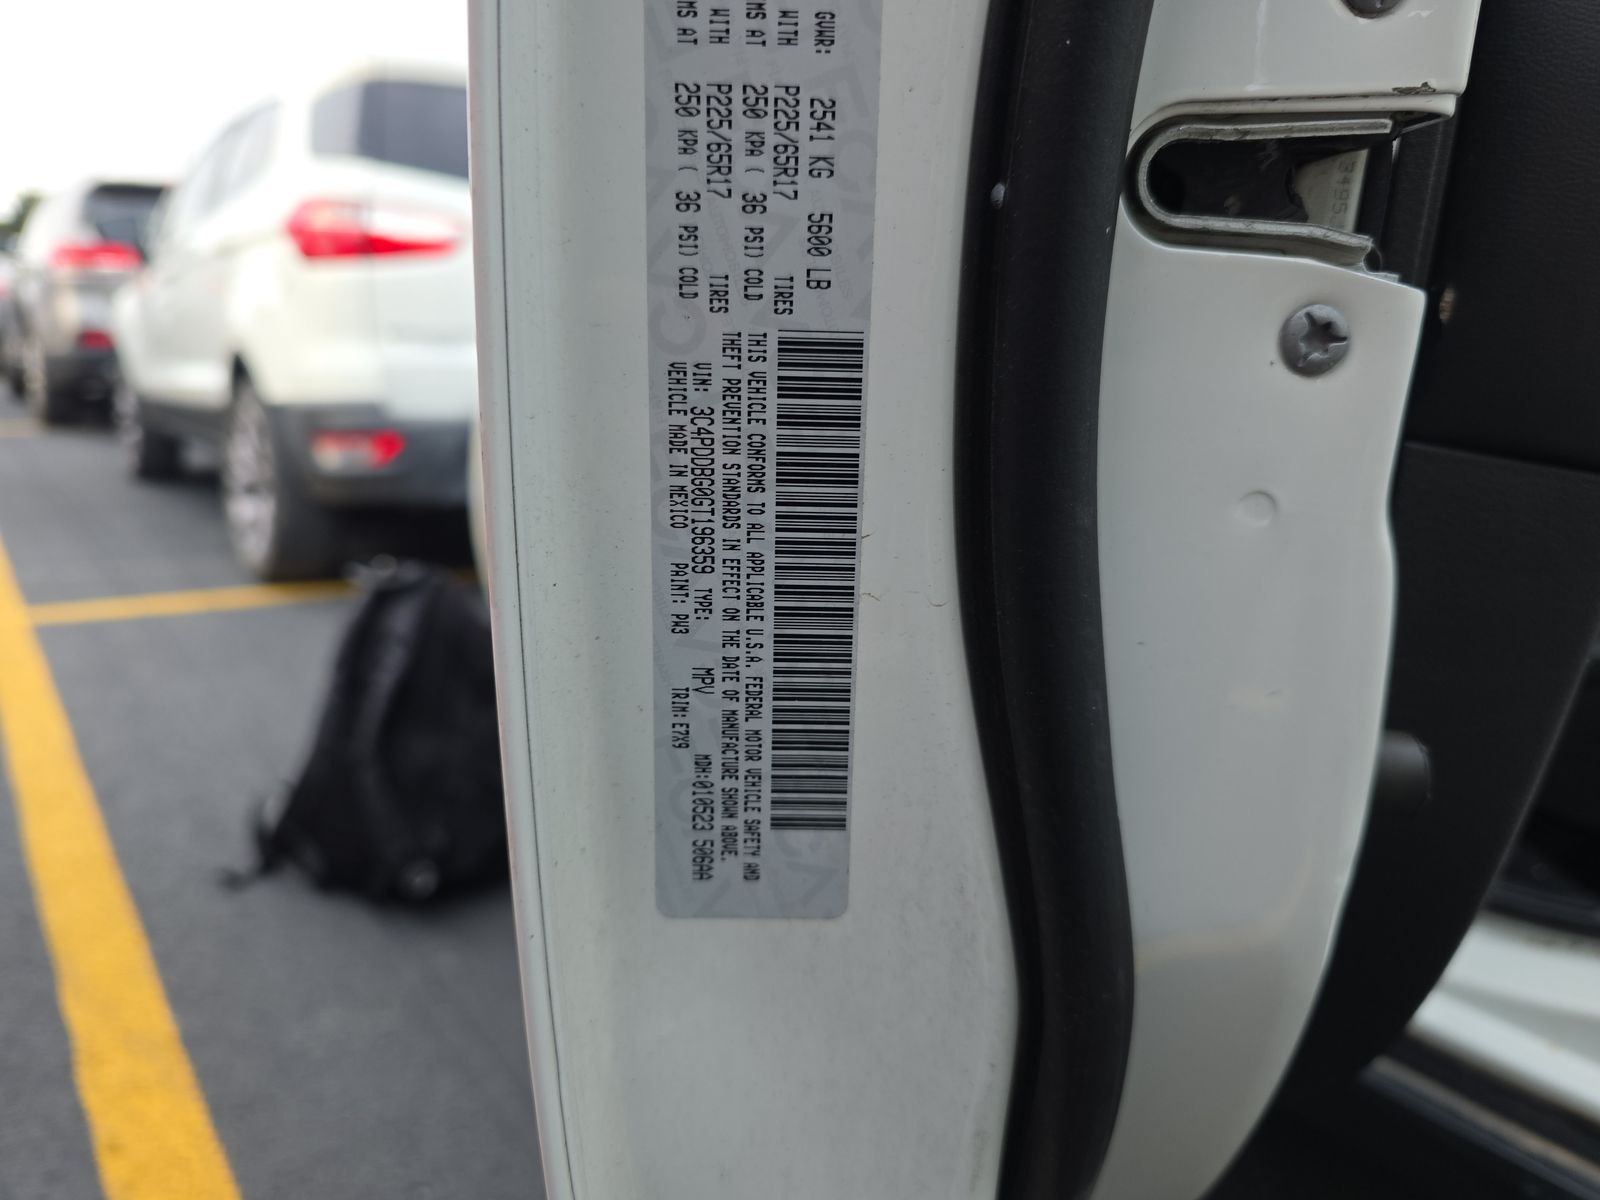 GVWR: 2541 KG 5600 LB
WITH P225/65R17 TIRES
MS AT 250 KPA ( 36 PSI) COLD
WITH P225/65R17 TIRES
MS AT 250 KPA ( 36 PSI) COLD
THIS VEHICLE CONFORMS TO ALL APPLICABLE U.S.A. FEDERAL MOTOR VEHICLE SAFETY AND
THEFT PREVENTION STANDARDS IN EFFECT ON THE DATE OF MANUFACTURE SHOWN ABOVE.
VIN: 3C4PDDBG0GT196359 TYPE: MPV MDH:010523 506AA
VEHICLE MADE IN MEXICO PAINT: PW3 TRIM: E7X9
3495